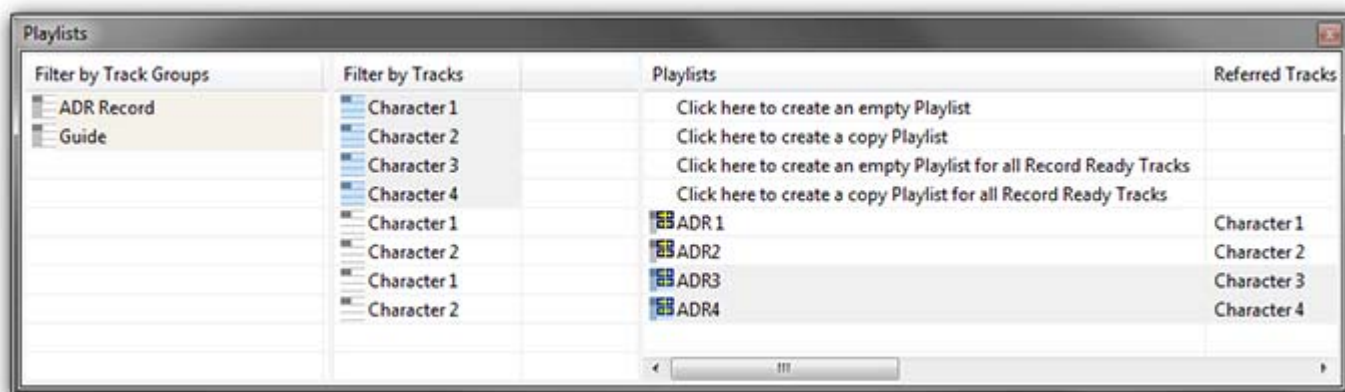 Playlists
Filter by Track Groups Filter by Tracks Playlists Referred Tracks
ADR Record Character 1 Click here to create an empty Playlist
Guide Character 2 Click here to create a copy Playlist
Character 3 Click here to create an empty Playlist for all Record Ready Tracks
Character 4 Click here to create a copy Playlist for all Record Ready Tracks
Character 1 ADR 1 Character 1
Character 2 ADR2 Character 2
Character 1 ADR3 Character 3
Character 2 ADR4 Character 4